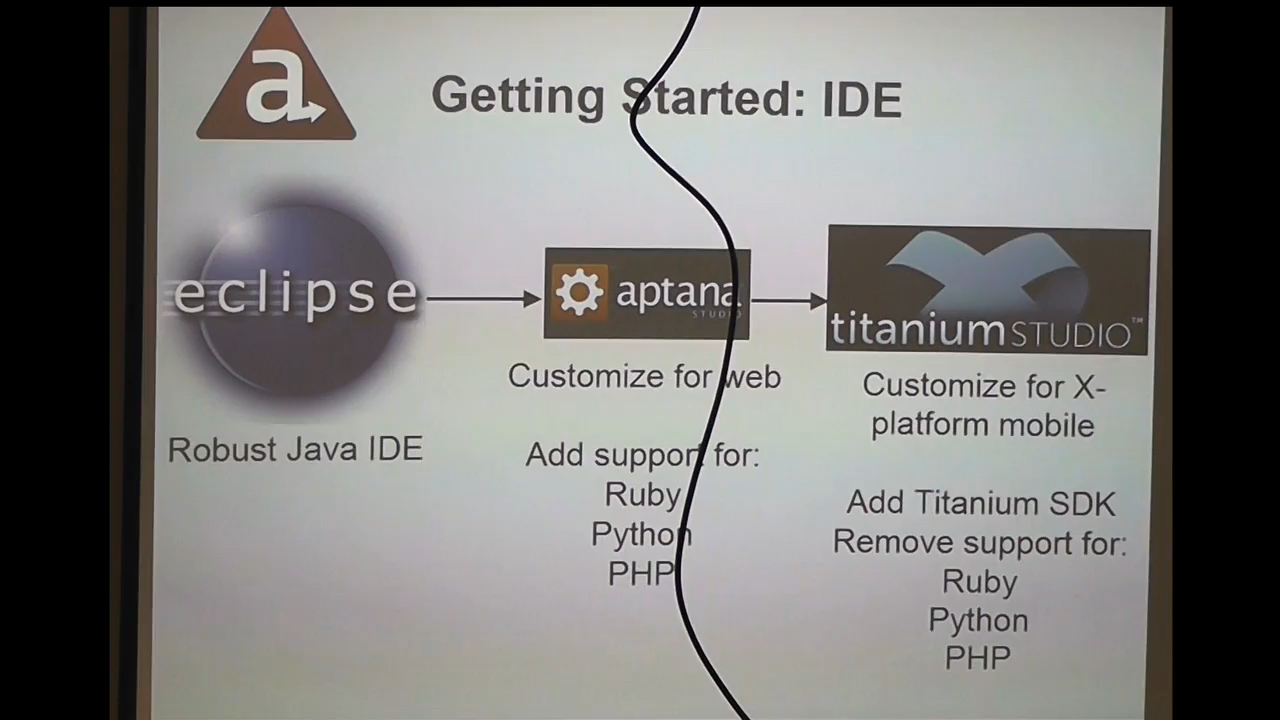 a
Getting Started: IDE
eclipse
aptana
STUDIO
titanium STUDIO™
Robust Java IDE
Customize for web
Add support for:
Ruby
Python
PHP
Customize for X-
platform mobile
Add Titanium SDK
Remove support for:
Ruby
Python
PHP